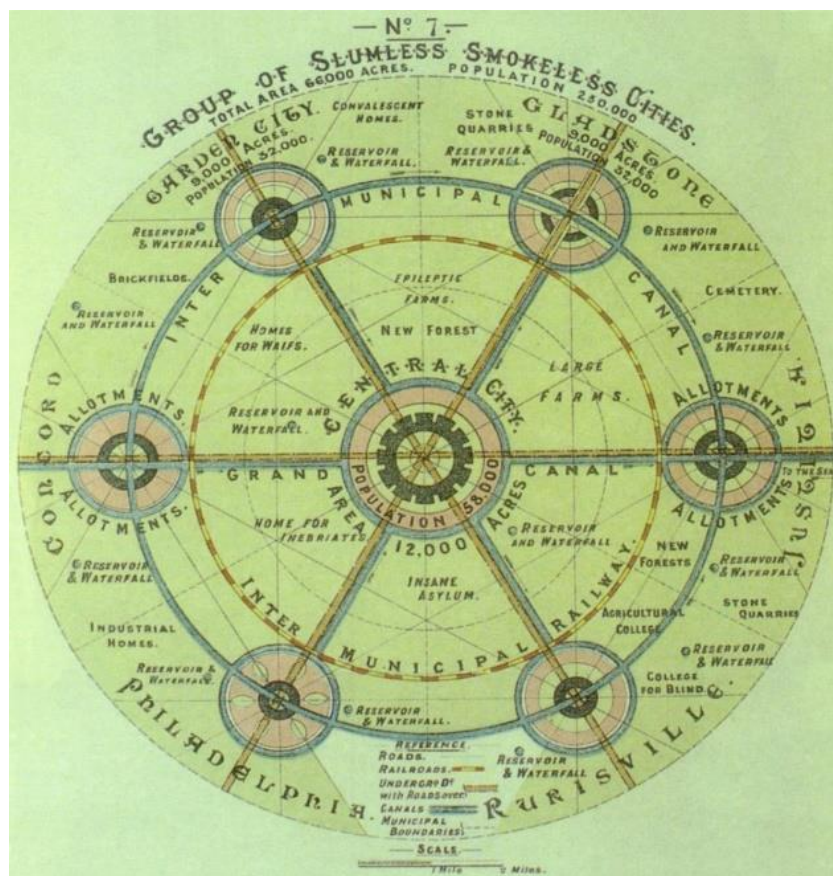 — Nº 7. —
GROUP OF SLUMLESS SMOKELESS CITIES.
TOTAL AREA 66000 ACRES. POPULATION 250.000
GARDEN CITY.
9,000 ACRES.
POPULATION 32.000
CONVALESCENT
HOMES.
STONE
QUARRIES
GLADSTONE
9,000 ACRES
POPULATION 32,000
RESERVOIR
& WATERFALL.
RESERVOIR &
WATERFALL.
INTER MUNICIPAL CANAL
RESERVOIR
& WATERFALL
RESERVOIR
AND WATERFALL
BRICKFIELDS.
EPILEPTIC
FARMS.
CEMETERY.
RESERVOIR
AND WATERFALL
HOMES
FOR WAIFS.
NEW FOREST
RESERVOIR
& WATERFALL
LARGE
FARMS.
CENTRAL CITY.
CONCORD
ALLOTMENTS.
ALLOTMENTS
JUSTITIA
RESERVOIR AND
WATERFALL.
GRAND CANAL
TO THE SEA
POPULATION 58,000
AREA 12,000 ACRES
ALLOTMENTS.
ALLOTMENTS
HOME FOR
INEBRIATES.
RESERVOIR
AND WATERFALL
NEW
FORESTS
RESERVOIR
& WATERFALL
RESERVOIR
& WATERFALL
INSANE
ASYLUM.
INTER MUNICIPAL RAILWAY.
STONE
QUARRIES
AGRICULTURAL
COLLEGE
INDUSTRIAL
HOMES.
RESERVOIR
& WATERFALL
RESERVOIR &
WATERFALL.
COLLEGE
FOR BLIND.
RESERVOIR
& WATERFALL.
PHILADELPHIA.
RURISVILLE.
REFERENCE.
ROADS.
RAILROADS.
UNDERGRD Dº
with ROADS over
CANALS
MUNICIPAL
BOUNDARIES
RESERVOIR
& WATERFALL
— SCALE. —
1 Mile 2 Miles.